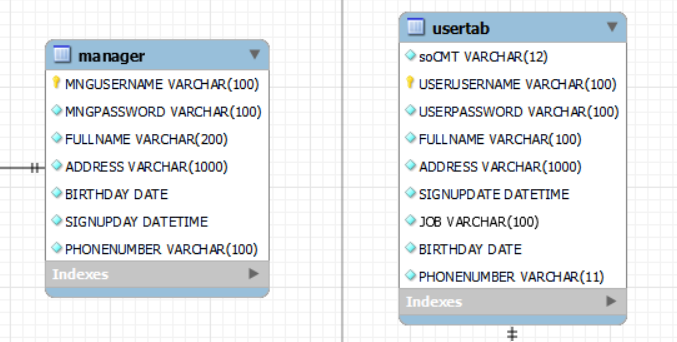 manager
MNGUSERNAME VARCHAR(100)
MNGPASSWORD VARCHAR(100)
FULLNAME VARCHAR(200)
ADDRESS VARCHAR(1000)
BIRTHDAY DATE
SIGNUPDAY DATETIME
PHONENUMBER VARCHAR(100)
Indexes
usertab
soCMT VARCHAR(12)
USERUSERNAME VARCHAR(100)
USERPASSWORD VARCHAR(100)
FULLNAME VARCHAR(100)
ADDRESS VARCHAR(1000)
SIGNUPDATE DATETIME
JOB VARCHAR(100)
BIRTHDAY DATE
PHONENUMBER VARCHAR(11)
Indexes